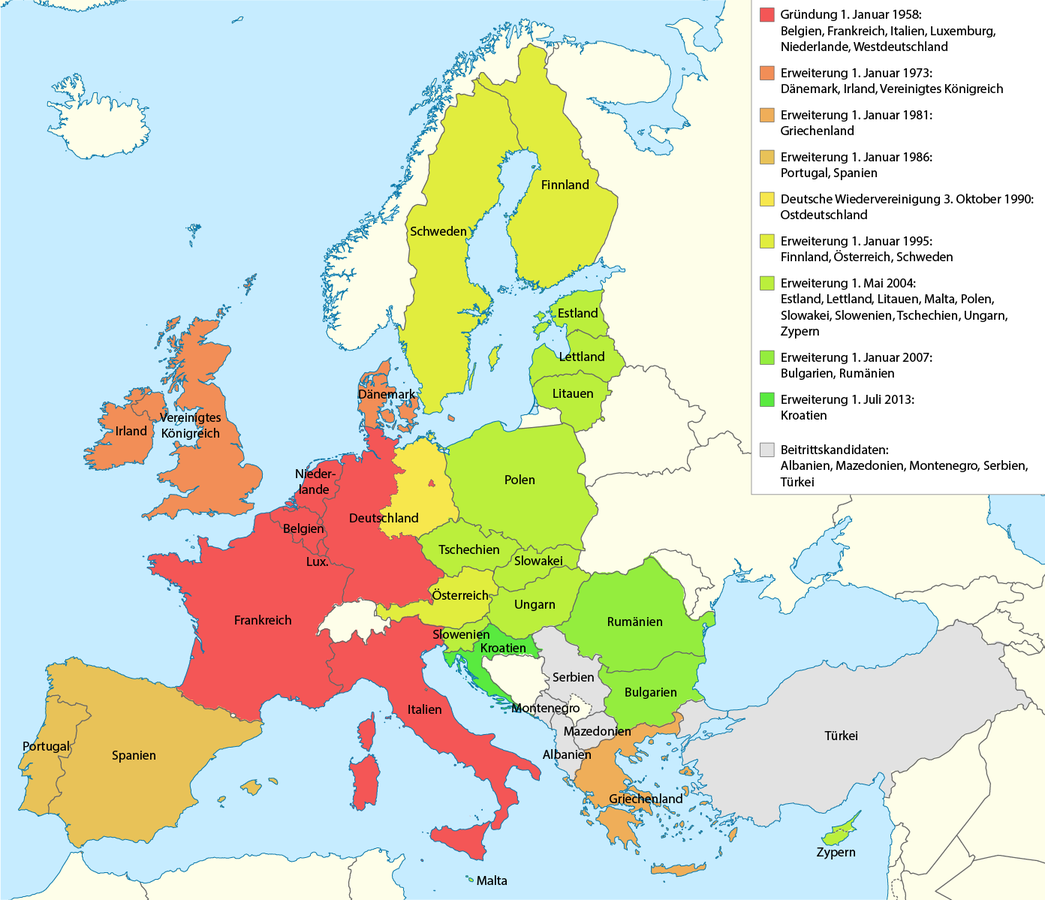 Gründung 1. Januar 1958:
Belgien, Frankreich, Italien, Luxemburg,
Niederlande, Westdeutschland
Erweiterung 1. Januar 1973:
Dänemark, Irland, Vereinigtes Königreich
Erweiterung 1. Januar 1981:
Griechenland
Erweiterung 1. Januar 1986:
Portugal, Spanien
Deutsche Wiedervereinigung 3. Oktober 1990:
Ostdeutschland
Erweiterung 1. Januar 1995:
Finnland, Österreich, Schweden
Erweiterung 1. Mai 2004:
Estland, Lettland, Litauen, Malta, Polen,
Slowakei, Slowenien, Tschechien, Ungarn,
Zypern
Erweiterung 1. Januar 2007:
Bulgarien, Rumänien
Erweiterung 1. Juli 2013:
Kroatien
Beitrittskandidaten:
Albanien, Mazedonien, Montenegro, Serbien,
Türkei
Finnland
Schweden
Estland
Lettland
Litauen
Dänemark
Vereinigtes
Königreich
Irland
Nieder-
lande
Polen
Deutschland
Belgien
Lux.
Tschechien
Slowakei
Österreich
Ungarn
Frankreich
Rumänien
Slowenien
Kroatien
Serbien
Bulgarien
Montenegro
Italien
Mazedonien
Türkei
Portugal
Spanien
Albanien
Griechenland
Zypern
Malta